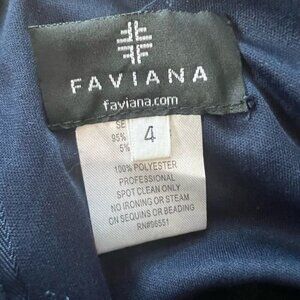 FAVIANA
faviana.com
SE
95%
5%
4
100% POLYESTER
PROFESSIONAL
SPOT CLEAN ONLY
NO IRONING OR STEAM
ON SEQUINS OR BEADING
RN#96551